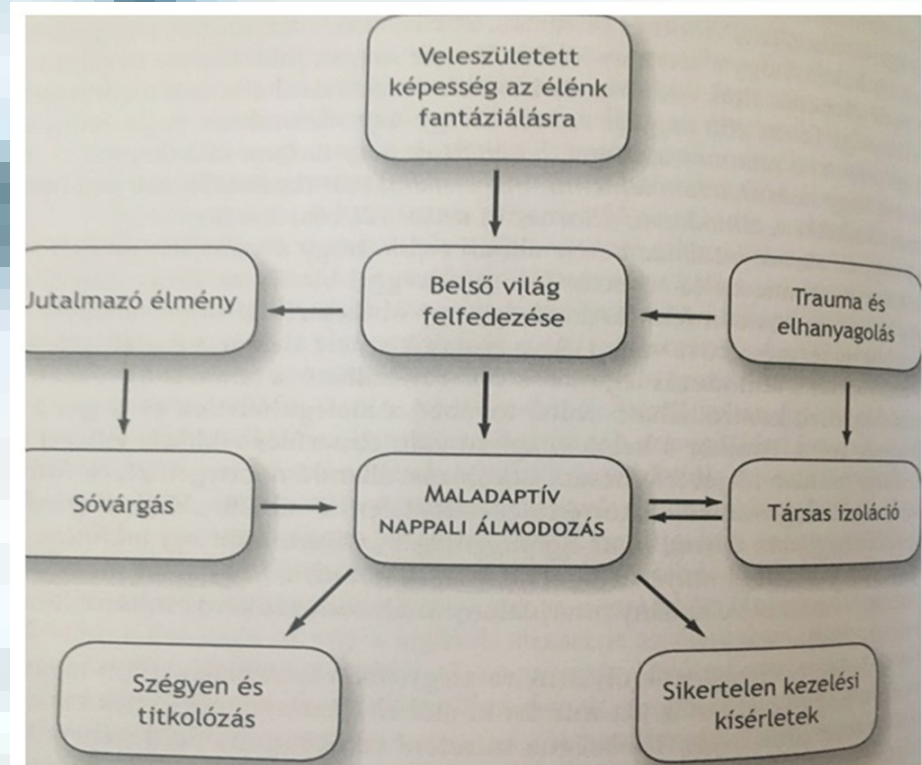 Veleszületett
képesség az élénk
fantáziálásra
Jutalmazó élmény
Belső világ
felfedezése
Trauma és
elhanyagolás
Sóvárgás
MALADAPTÍV
NAPPALI ÁLMODOZÁS
Társas izoláció
Szégyen és
titkolózás
Sikertelen kezelési
kísérletek